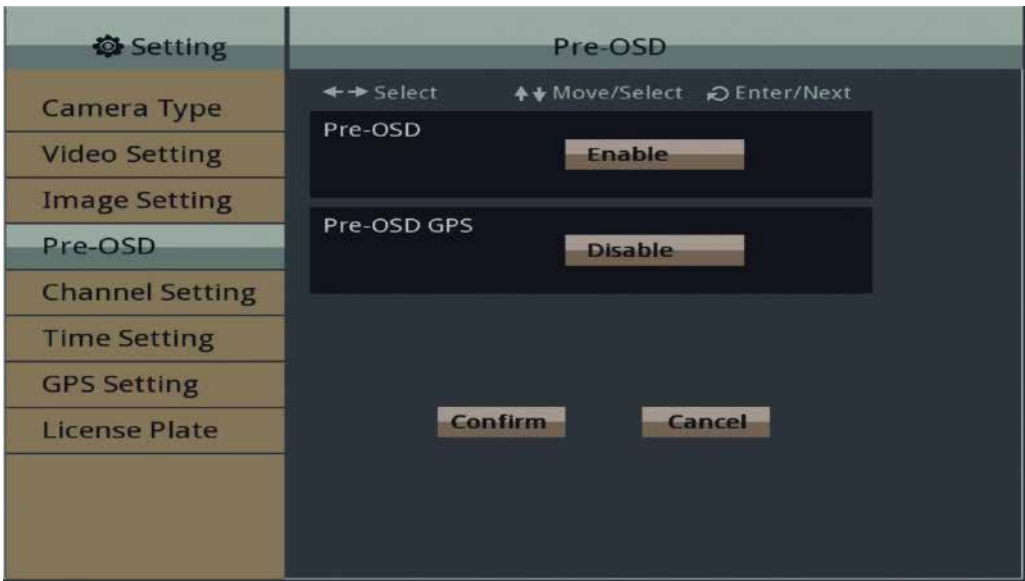 Setting
Pre-OSD
Camera Type
Video Setting
Image Setting
Pre-OSD
Channel Setting
Time Setting
GPS Setting
License Plate
Select Move/Select Enter/Next
Pre-OSD
Enable
Pre-OSD GPS
Disable
Confirm Cancel